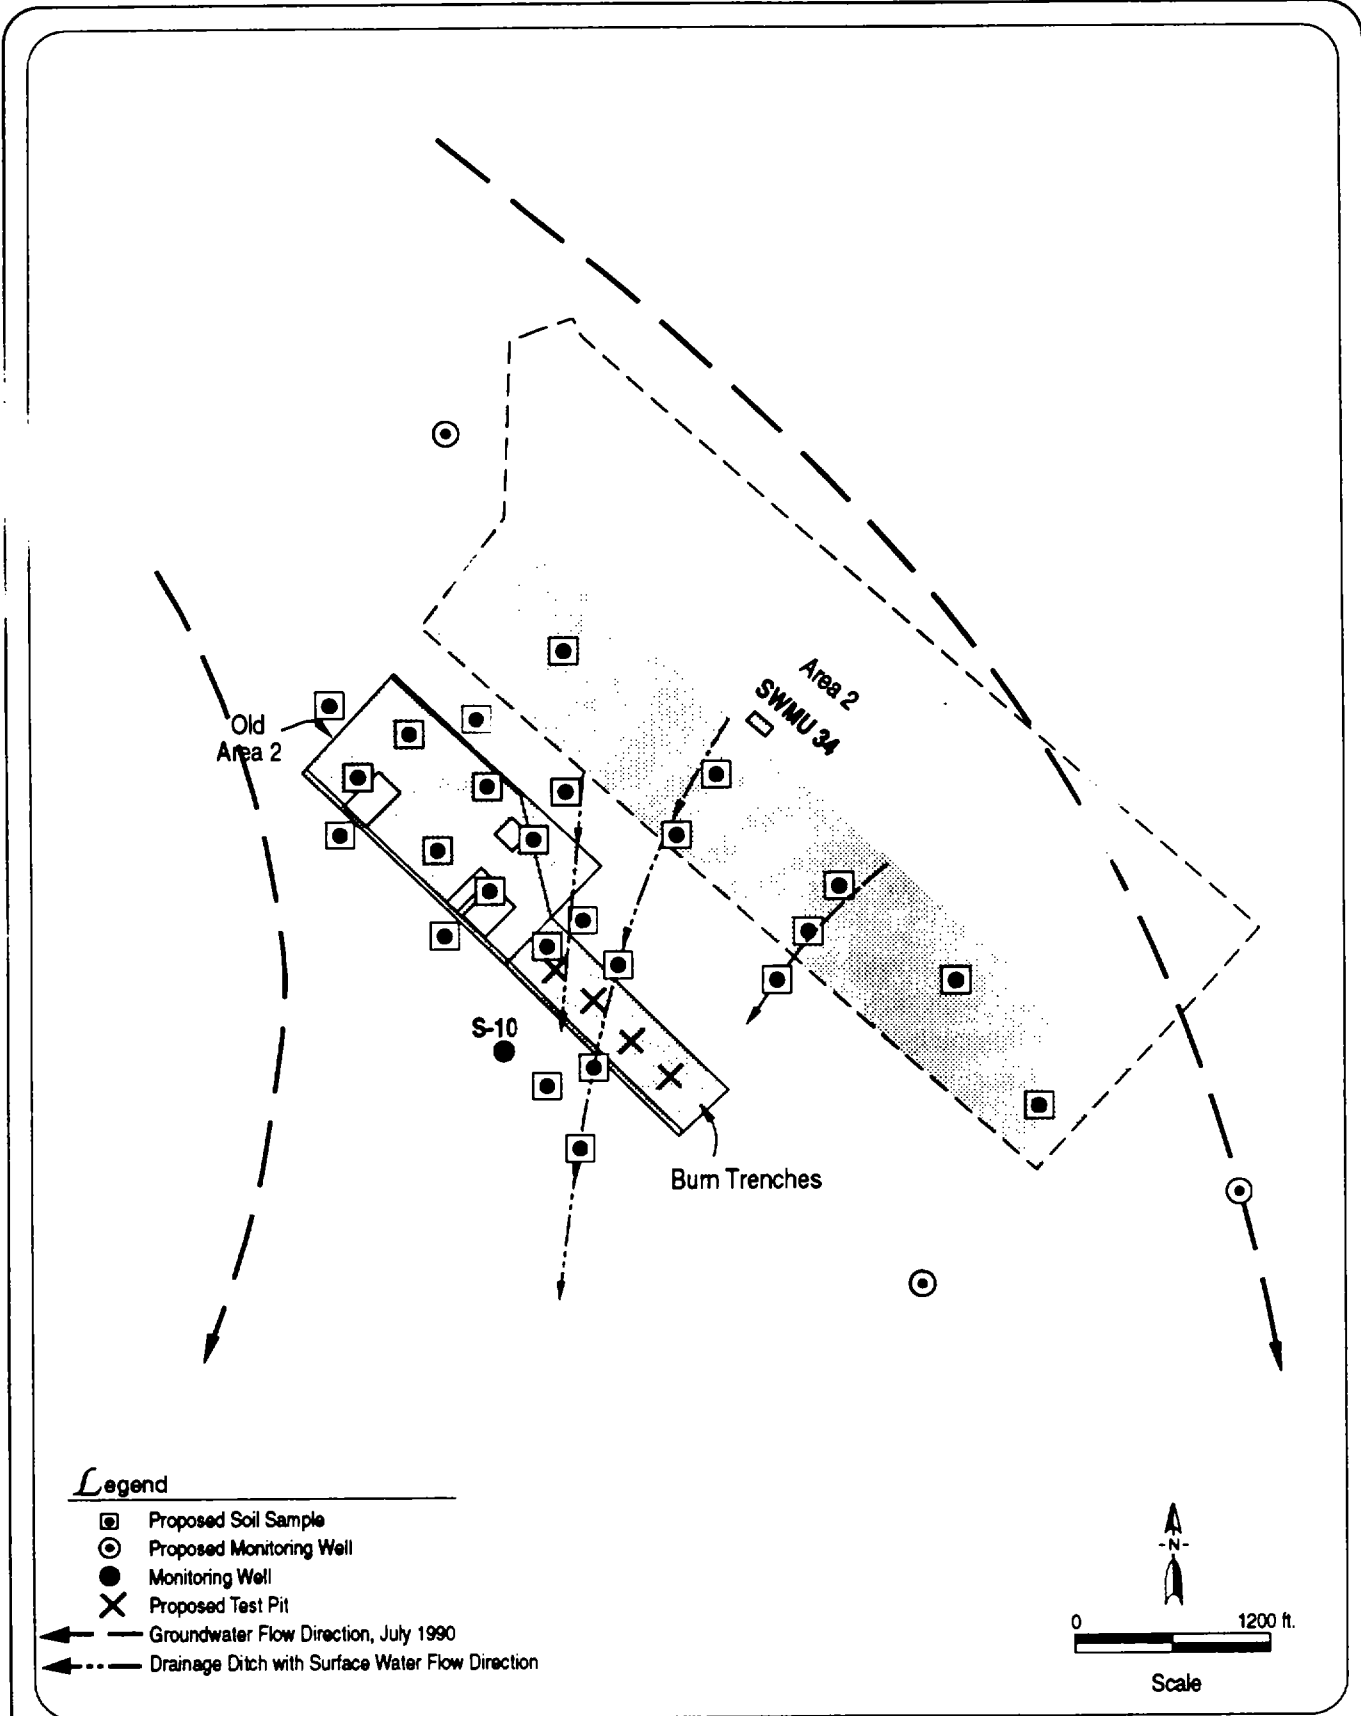 Area 2
SWMU 34
Old
Area 2
S-10
Burn Trenches
Legend
Proposed Soil Sample
Proposed Monitoring Well
Monitoring Well
Proposed Test Pit
Groundwater Flow Direction, July 1990
Drainage Ditch with Surface Water Flow Direction
-N-
0 1200 ft.
Scale